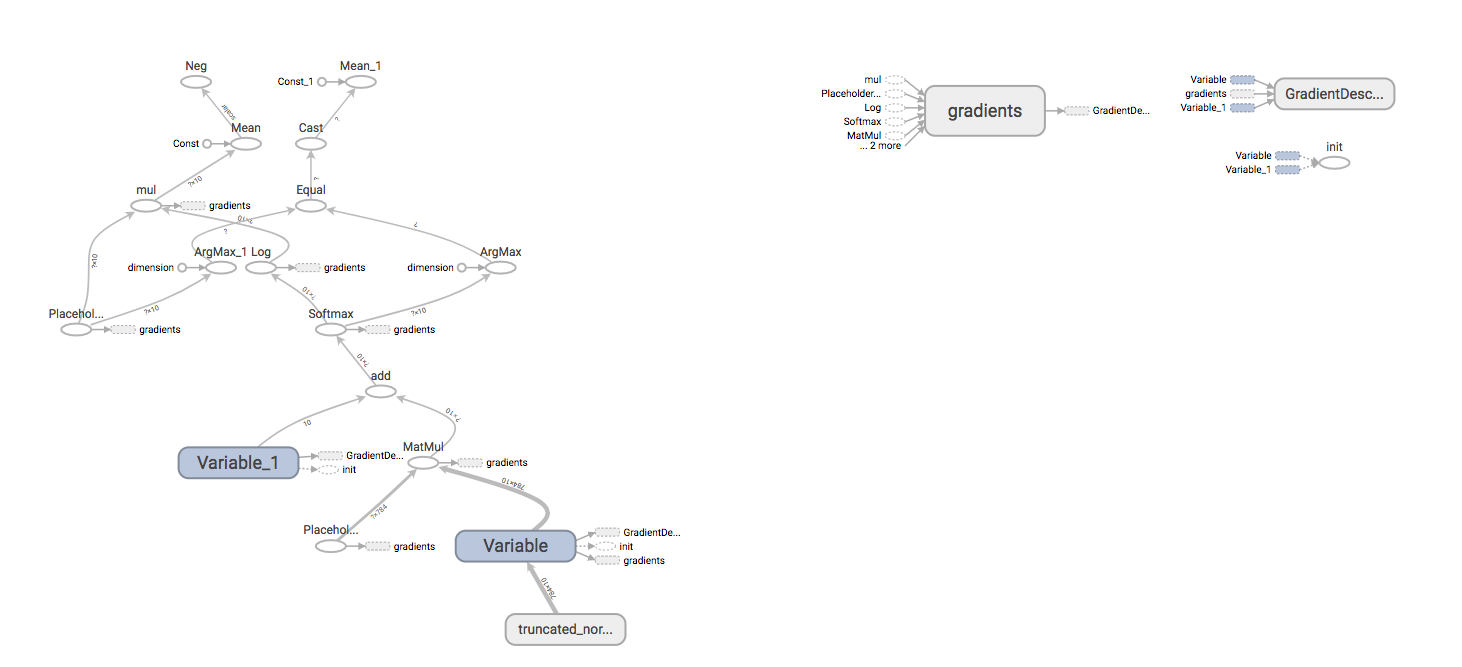 Neg
Mean_1
Const_1
scalar
?
Mean
Cast
Const
?×10
?
mul
Equal
gradients
?×10
?
?
?×10
ArgMax_1
Log
ArgMax
dimension
gradients
dimension
?×10
?×10
?×10
Placehol...
Softmax
gradients
gradients
?×10
add
10
?×10
Variable_1
GradientDe...
init
MatMul
gradients
784×10
?×784
Placehol...
gradients
Variable
GradientDe...
init
gradients
784×10
truncated_nor...
mul
Placeholder...
Log
Softmax
MatMul
... 2 more
gradients
GradientDe...
Variable
gradients
Variable_1
GradientDesc...
init
Variable
Variable_1